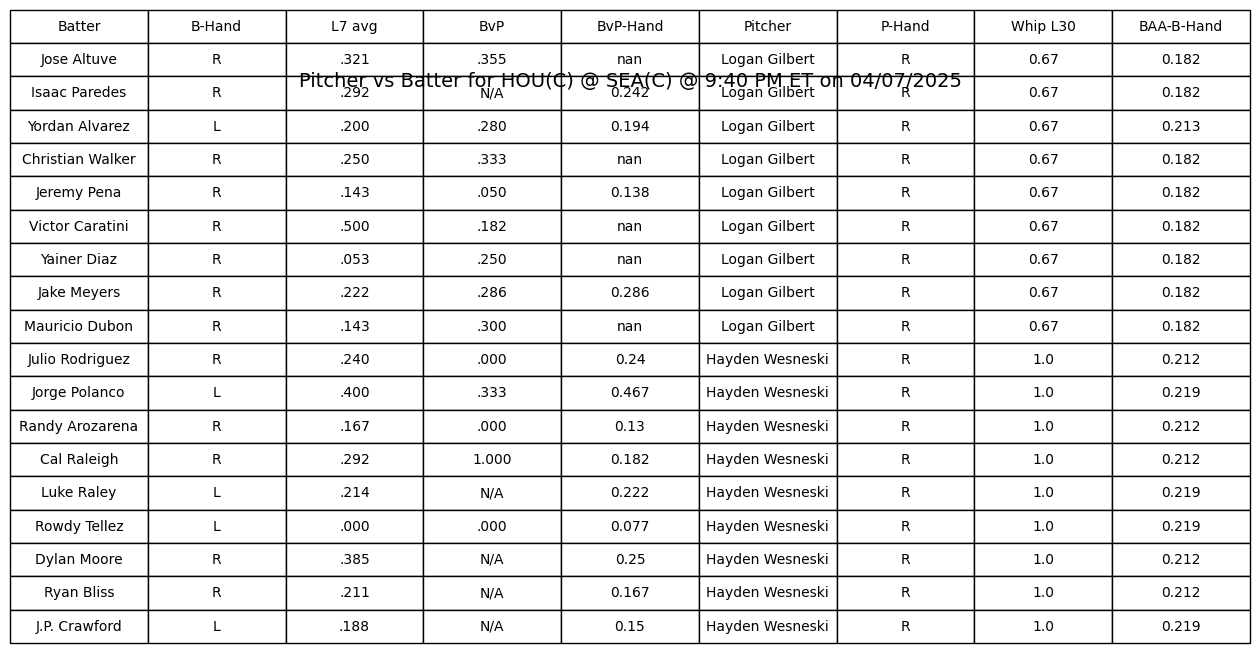 Batter B-Hand L7 avg BvP BvP-Hand Pitcher P-Hand Whip L30 BAA-B-Hand
Jose Altuve R .321 .355 nan Logan Gilbert R 0.67 0.182
Pitcher vs Batter for HOU(C) @ SEA(C) @ 9:40 PM ET on 04/07/2025
Isaac Paredes R .292 N/A 0.242 Logan Gilbert R 0.67 0.182
Yordan Alvarez L .200 .280 0.194 Logan Gilbert R 0.67 0.213
Christian Walker R .250 .333 nan Logan Gilbert R 0.67 0.182
Jeremy Pena R .143 .050 0.138 Logan Gilbert R 0.67 0.182
Victor Caratini R .500 .182 nan Logan Gilbert R 0.67 0.182
Yainer Diaz R .053 .250 nan Logan Gilbert R 0.67 0.182
Jake Meyers R .222 .286 0.286 Logan Gilbert R 0.67 0.182
Mauricio Dubon R .143 .300 nan Logan Gilbert R 0.67 0.182
Julio Rodriguez R .240 .000 0.24 Hayden Wesneski R 1.0 0.212
Jorge Polanco L .400 .333 0.467 Hayden Wesneski R 1.0 0.219
Randy Arozarena R .167 .000 0.13 Hayden Wesneski R 1.0 0.212
Cal Raleigh R .292 1.000 0.182 Hayden Wesneski R 1.0 0.212
Luke Raley L .214 N/A 0.222 Hayden Wesneski R 1.0 0.219
Rowdy Tellez L .000 .000 0.077 Hayden Wesneski R 1.0 0.219
Dylan Moore R .385 N/A 0.25 Hayden Wesneski R 1.0 0.212
Ryan Bliss R .211 N/A 0.167 Hayden Wesneski R 1.0 0.212
J.P. Crawford L .188 N/A 0.15 Hayden Wesneski R 1.0 0.219